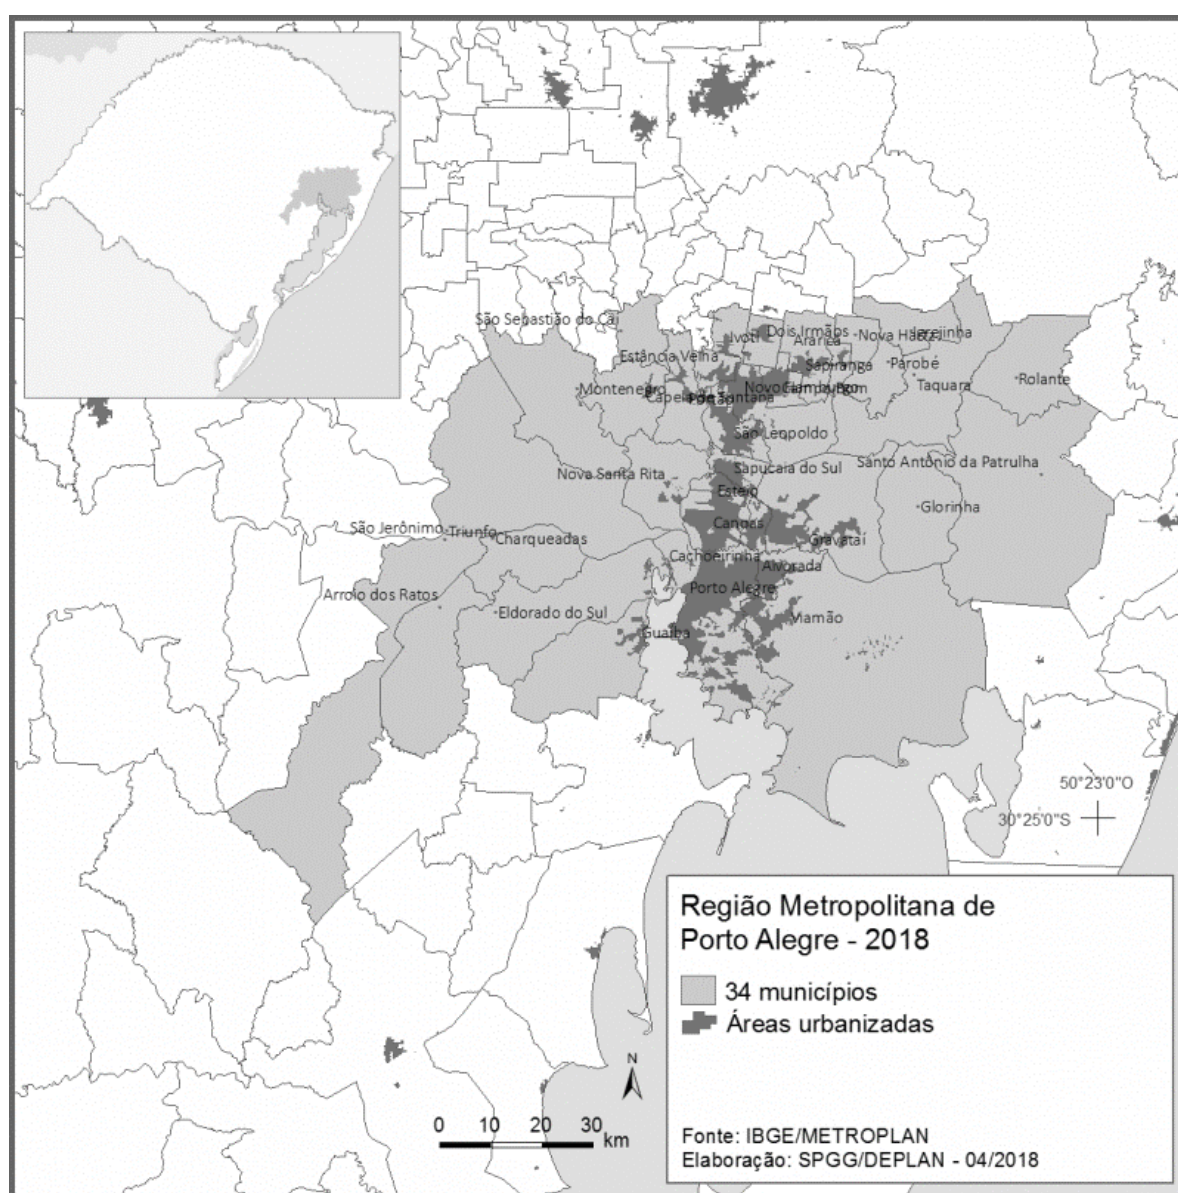 São Sebastião do Caí
Ivoti
Dois Irmãos
Araricá
Igrejinha
Estância Velha
Sapiranga
Parobé
Montenegro
Novo Hamburgo
Taquara
Rolante
Capela de Santana
São Leopoldo
Nova Santa Rita
Sapucaia do Sul
Santo Antônio da Patrulha
Esteio
Glorinha
São Jerônimo
Triunfo
Charqueadas
Canoas
Gravataí
Cachoeirinha
Alvorada
Arroio dos Ratos
Porto Alegre
Eldorado do Sul
Guaíba
Viamão
50°23'0"O
30°25'0"S
Região Metropolitana de
Porto Alegre - 2018
34 municípios
Áreas urbanizadas
N
0 10 20 30
km
Fonte: IBGE/METROPLAN
Elaboração: SPGG/DEPLAN - 04/2018